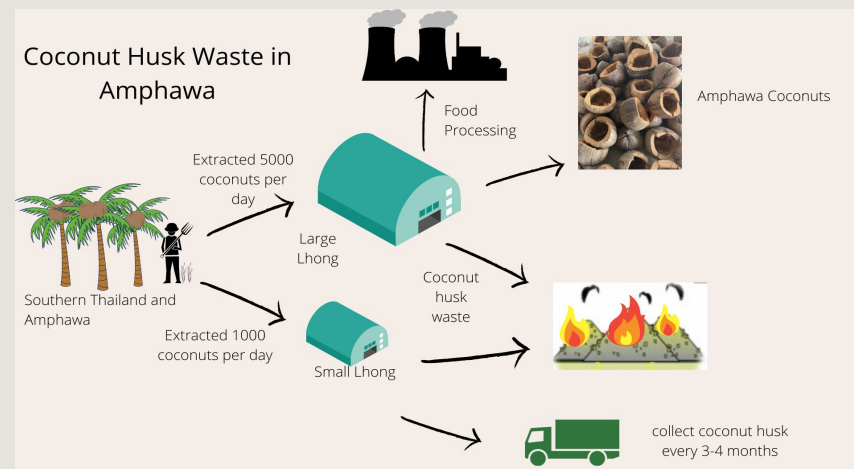 Coconut Husk Waste in
Amphawa
Food
Processing
Amphawa Coconuts
Extracted 5000
coconuts per
day
Large
Lhong
Southern Thailand and
Amphawa
Coconut
husk
waste
Extracted 1000
coconuts per day
Small Lhong
collect coconut husk
every 3-4 months